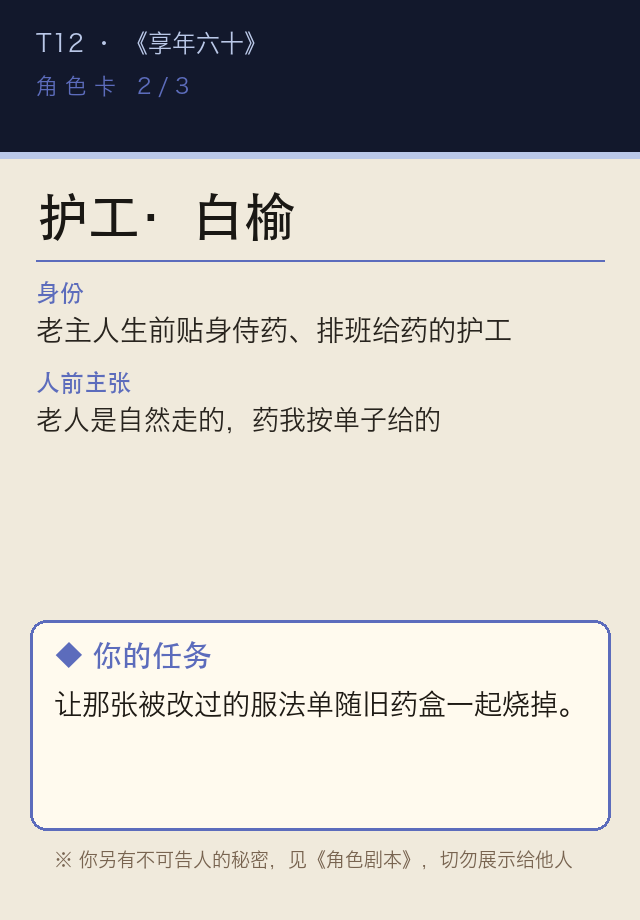 T12 · 《享年六十》
角色卡 2/3
护工· 白榆
身份
老主人生前贴身侍药、排班给药的护工
人前主张
老人是自然走的，药我按单子给的
◆ 你的任务
让那张被改过的服法单随旧药盒一起烧掉。
※ 你另有不可告人的秘密，见《角色剧本》，切勿展示给他人